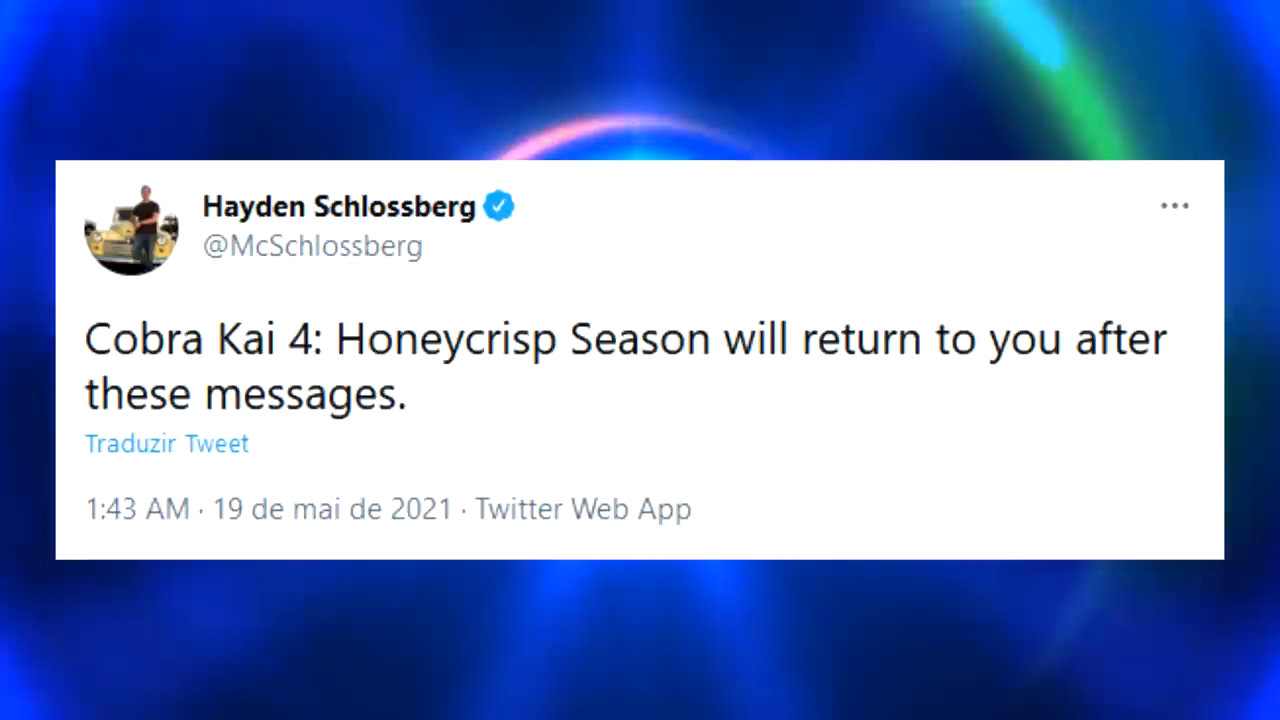 Hayden Schlossberg
@McSchlossberg
Cobra Kai 4: Honeycrisp Season will return to you after
these messages.
Traduzir Tweet
1:43 AM · 19 de mai de 2021 · Twitter Web App